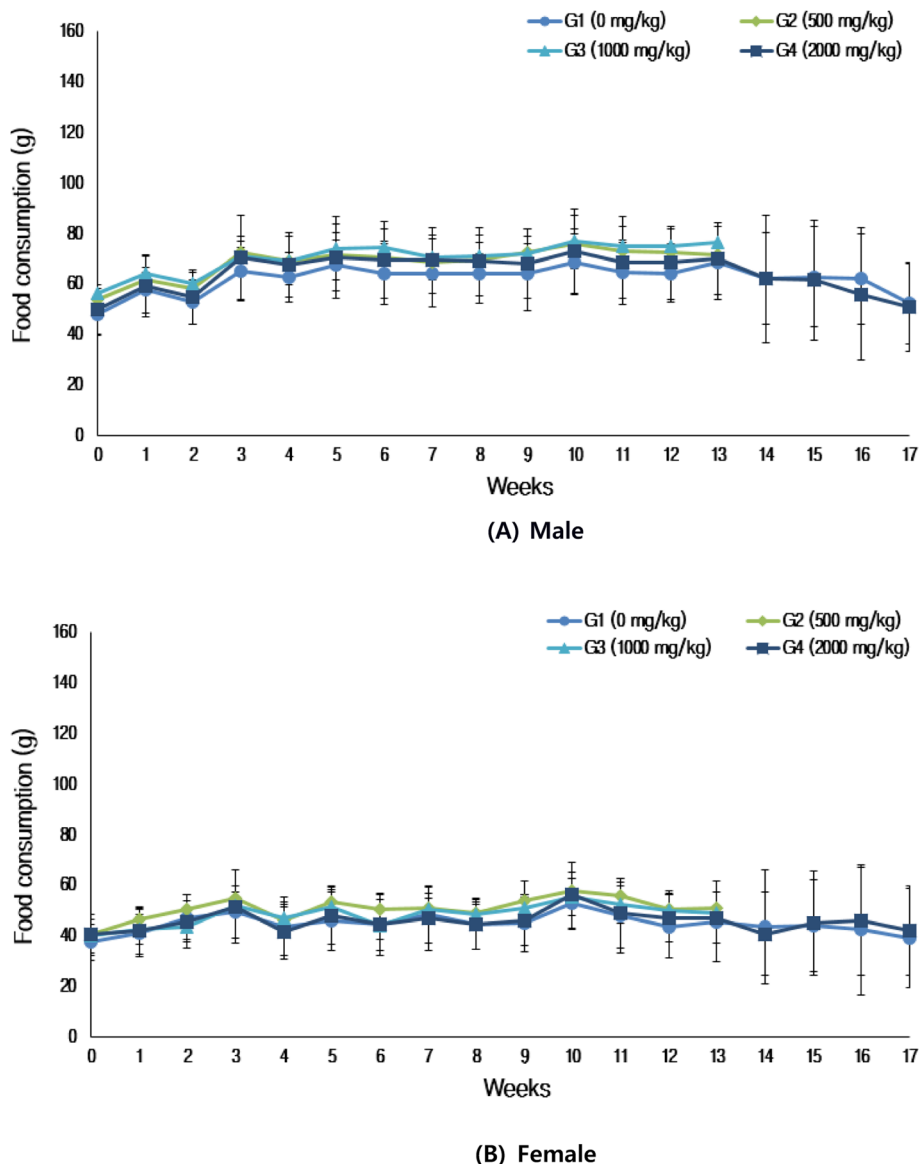 G1 (0 mg/kg) G2 (500 mg/kg)
G3 (1000 mg/kg) G4 (2000 mg/kg)
160
140
120
100
80
60
40
20
0
Food consumption (g)
0 1 2 3 4 5 6 7 8 9 10 11 12 13 14 15 16 17
Weeks
(A) Male
G1 (0 mg/kg) G2 (500 mg/kg)
G3 (1000 mg/kg) G4 (2000 mg/kg)
160
140
120
100
80
60
40
20
0
Food consumption (g)
0 1 2 3 4 5 6 7 8 9 10 11 12 13 14 15 16 17
Weeks
(B) Female